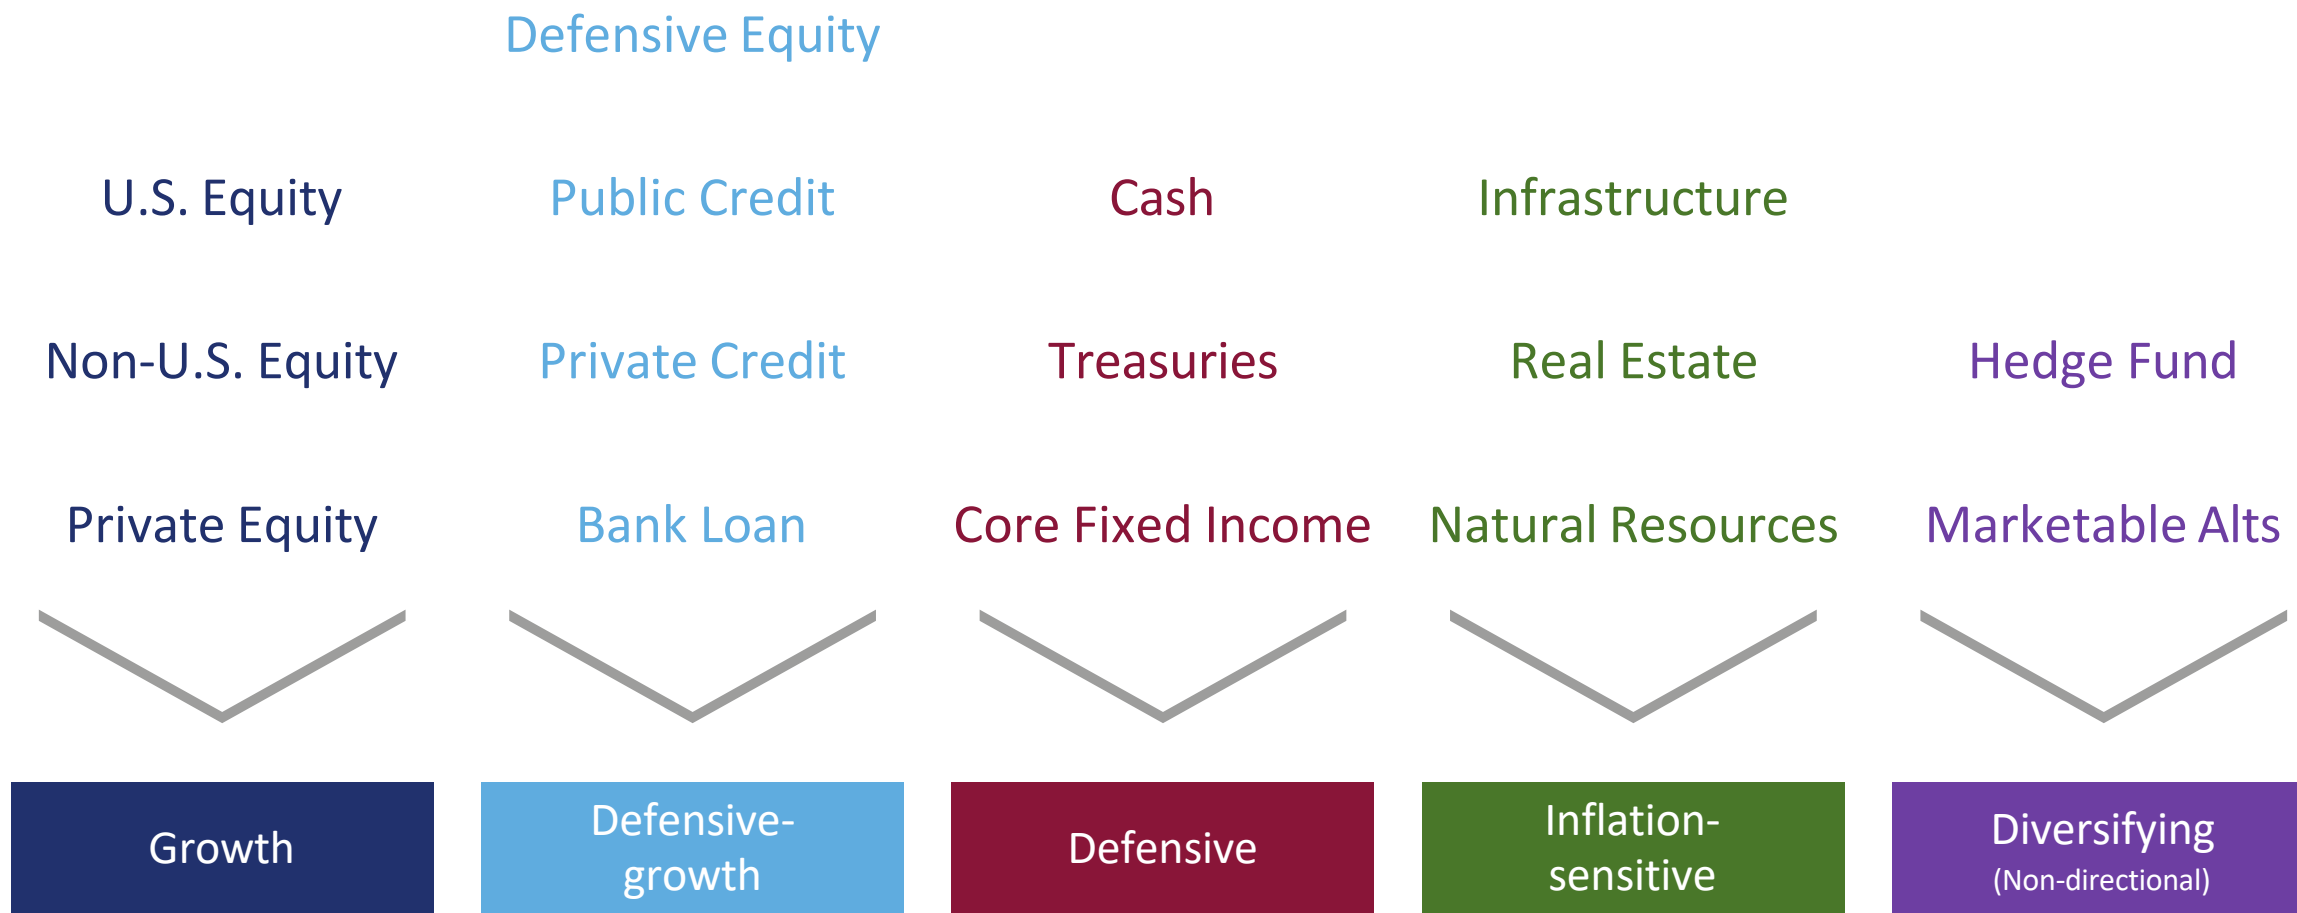 Defensive Equity
U.S. Equity
Public Credit
Cash
Infrastructure
Non-U.S. Equity
Private Credit
Treasuries
Real Estate
Hedge Fund
Private Equity
Bank Loan
Core Fixed Income
Natural Resources
Marketable Alts
Growth
Defensive-
growth
Defensive
Inflation-
sensitive
Diversifying
(Non-directional)